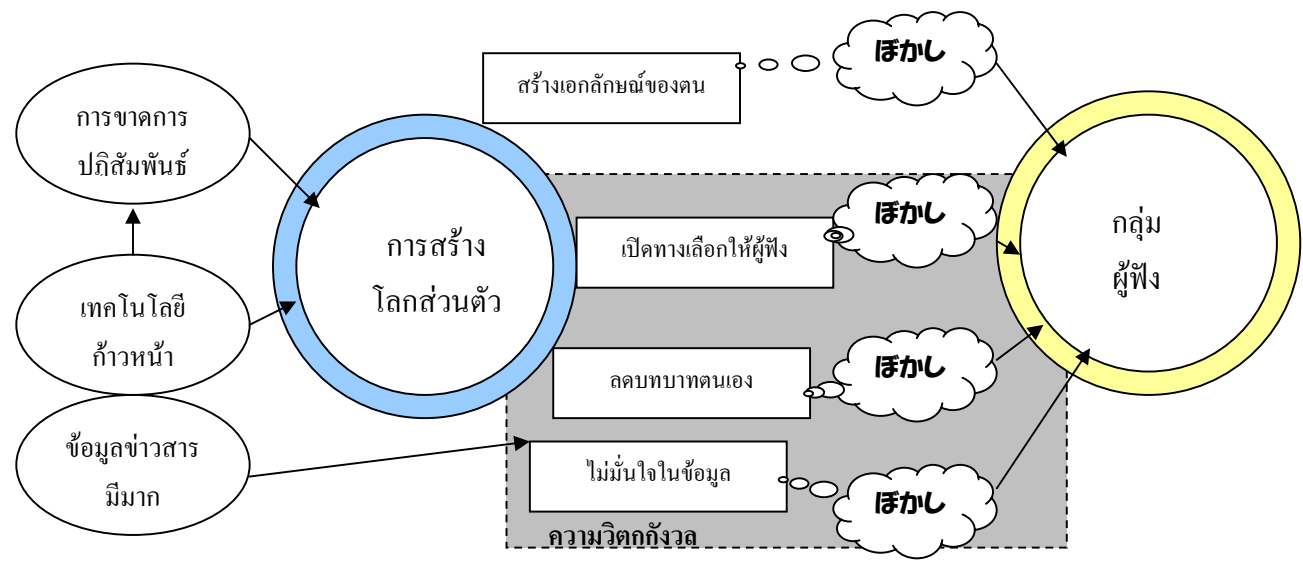 การขาดการ
ปฏิสัมพันธ์
เทคโนโลยี
ก้าวหน้า
ข้อมูลข่าวสาร
มีมาก
การสร้าง
โลกส่วนตัว
สร้างเอกลักษณ์ของตน
ぼかし
เปิดทางเลือกให้ผู้ฟัง
ぼかし
ลดบทบาทตนเอง
ぼかし
ไม่มั่นใจในข้อมูล
ぼかし
ความวิตกกังวล
กลุ่ม
ผู้ฟัง